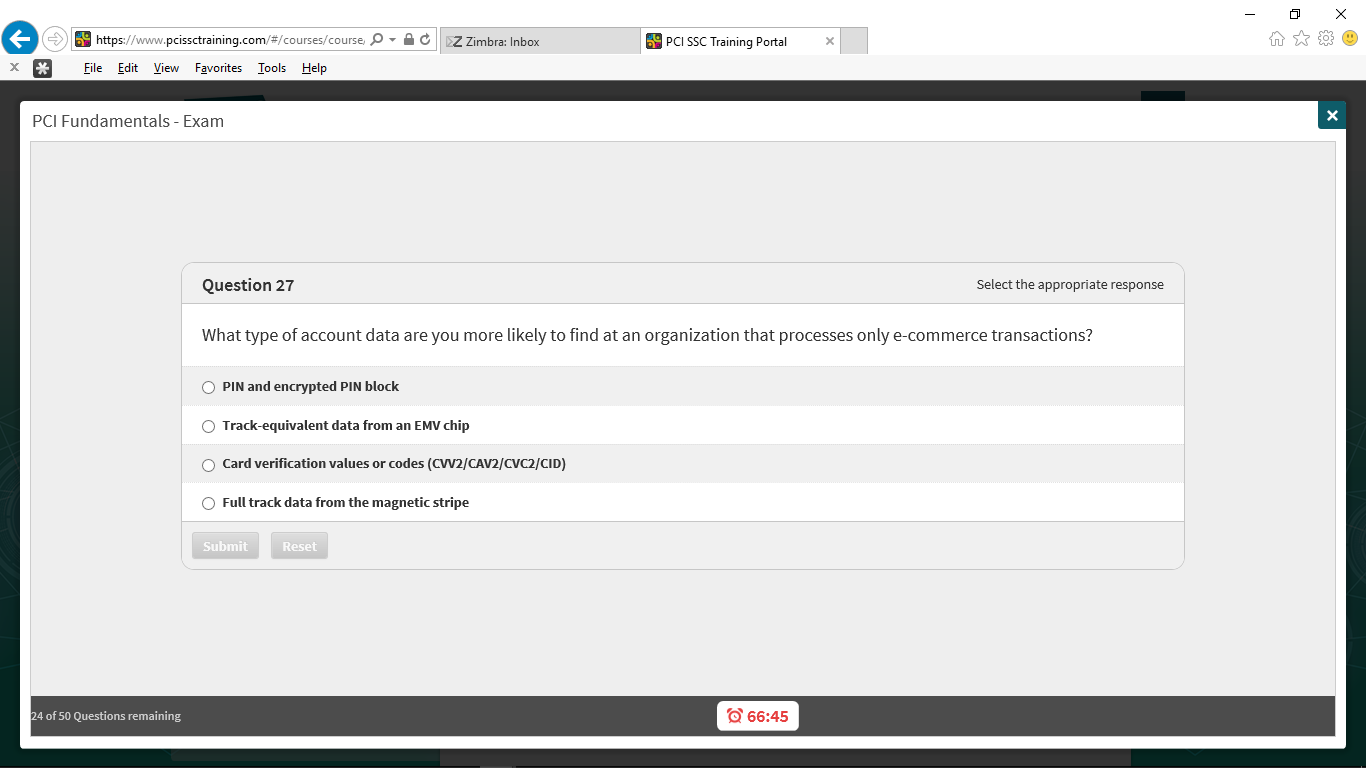 https://www.pcissctraining.com/#/courses/course,
Zimbra: Inbox
PCI SSC Training Portal
File Edit View Favorites Tools Help
PCI Fundamentals - Exam
Question 27
Select the appropriate response
What type of account data are you more likely to find at an organization that processes only e-commerce transactions?
PIN and encrypted PIN block
Track-equivalent data from an EMV chip
Card verification values or codes (CVV2/CAV2/CVC2/CID)
Full track data from the magnetic stripe
Submit Reset
24 of 50 Questions remaining
66:45